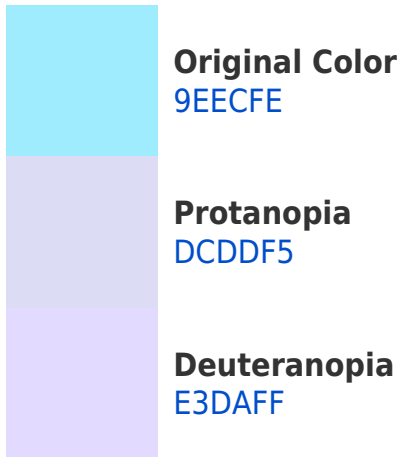 Original Color
9EECFE
Protanopia
DCDDF5
Deuteranopia
E3DAFF